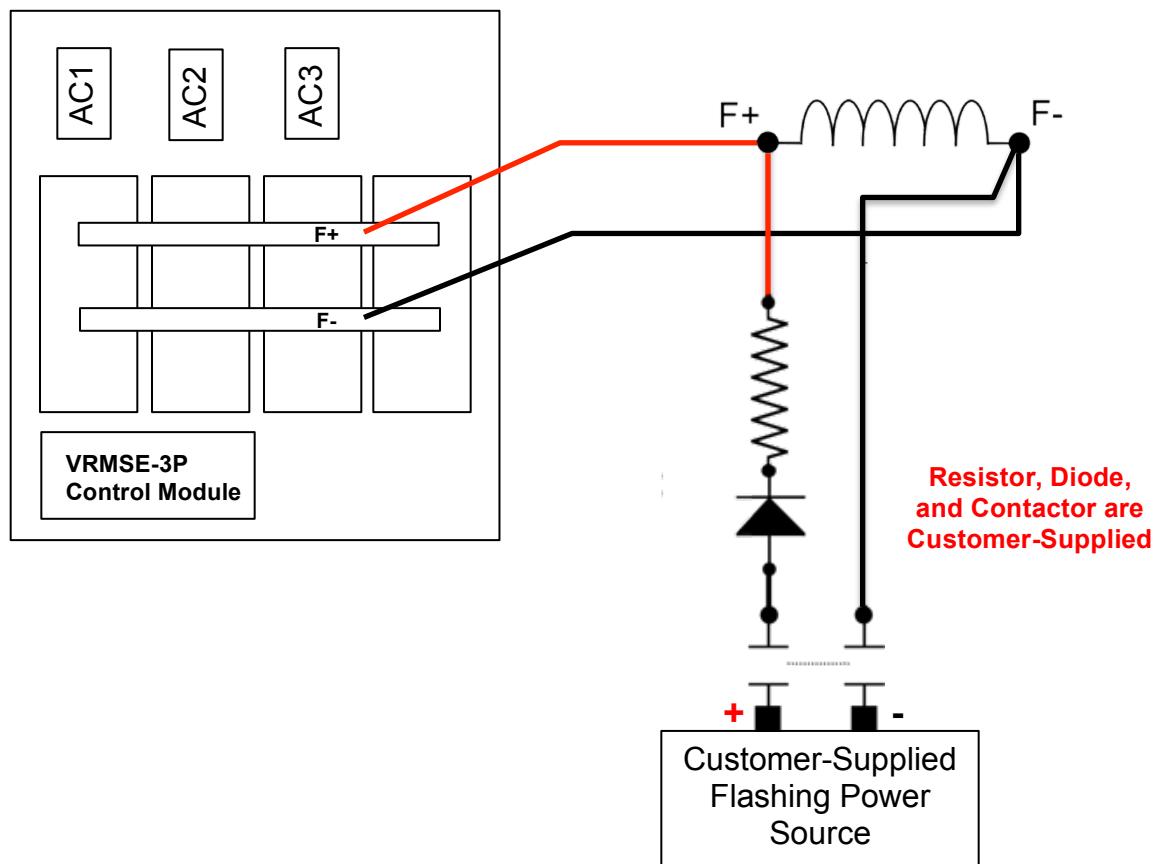 AC1
AC2
AC3
F+
F-
F+
F-
VRMSE-3P
Control Module
Resistor, Diode,
and Contactor are
Customer-Supplied
+
-
Customer-Supplied
Flashing Power
Source